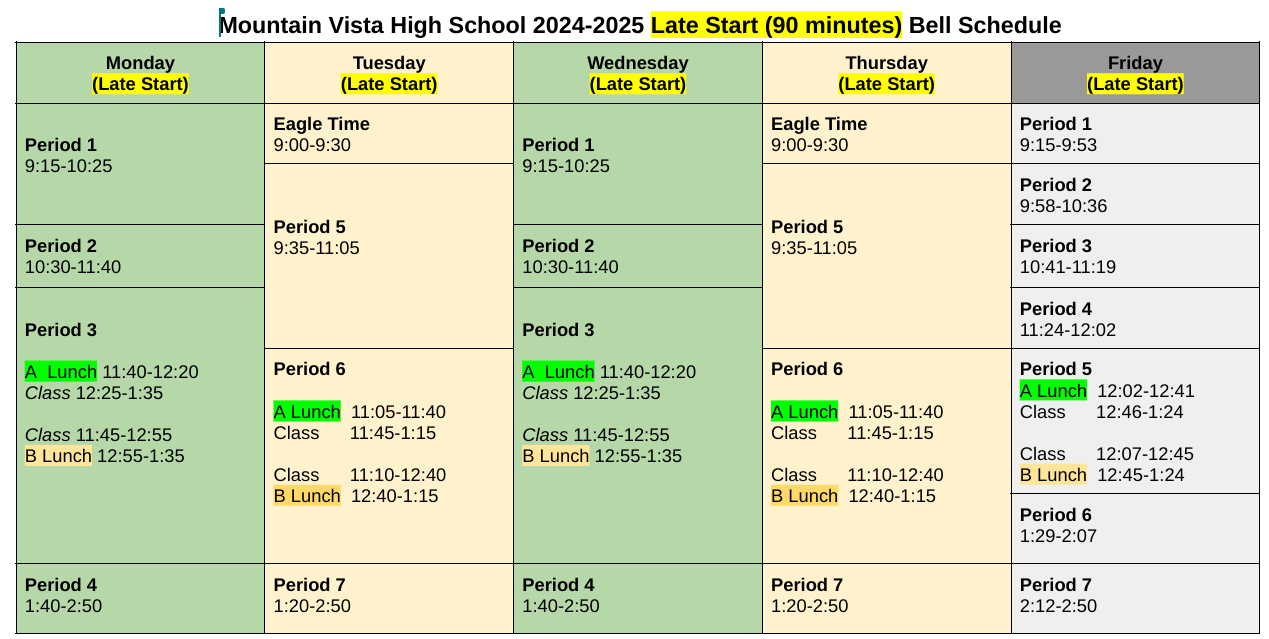 Mountain Vista High School 2024-2025 Late Start (90 minutes) Bell Schedule
Monday
(Late Start)
Tuesday
(Late Start)
Wednesday
(Late Start)
Thursday
(Late Start)
Friday
(Late Start)
Period 1
9:15-10:25
Period 2
10:30-11:40
Period 3
A Lunch 11:40-12:20
Class 12:25-1:35
Class 11:45-12:55
B Lunch 12:55-1:35
Period 4
1:40-2:50
Eagle Time
9:00-9:30
Period 5
9:35-11:05
Period 6
A Lunch 11:05-11:40
Class 11:45-1:15
Class 11:10-12:40
B Lunch 12:40-1:15
Period 7
1:20-2:50
Period 1
9:15-10:25
Period 2
10:30-11:40
Period 3
A Lunch 11:40-12:20
Class 12:25-1:35
Class 11:45-12:55
B Lunch 12:55-1:35
Period 4
1:40-2:50
Eagle Time
9:00-9:30
Period 5
9:35-11:05
Period 6
A Lunch 11:05-11:40
Class 11:45-1:15
Class 11:10-12:40
B Lunch 12:40-1:15
Period 7
1:20-2:50
Period 1
9:15-9:53
Period 2
9:58-10:36
Period 3
10:41-11:19
Period 4
11:24-12:02
Period 5
A Lunch 12:02-12:41
Class 12:46-1:24
Class 12:07-12:45
B Lunch 12:45-1:24
Period 6
1:29-2:07
Period 7
2:12-2:50